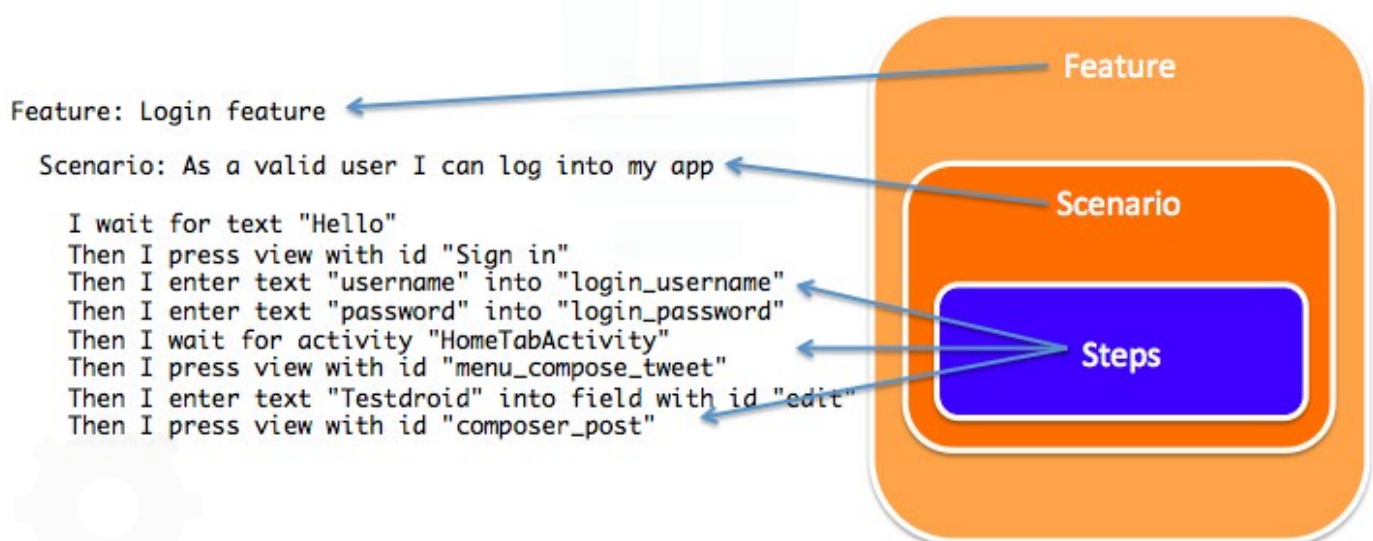 Feature: Login feature
Scenario: As a valid user I can log into my app
I wait for text "Hello"
Then I press view with id "Sign in"
Then I enter text "username" into "login_username"
Then I enter text "password" into "login_password"
Then I wait for activity "HomeTabActivity"
Then I press view with id "menu_compose_tweet"
Then I enter text "Testdroid" into field with id "edit"
Then I press view with id "composer_post"
Feature
Scenario
Steps